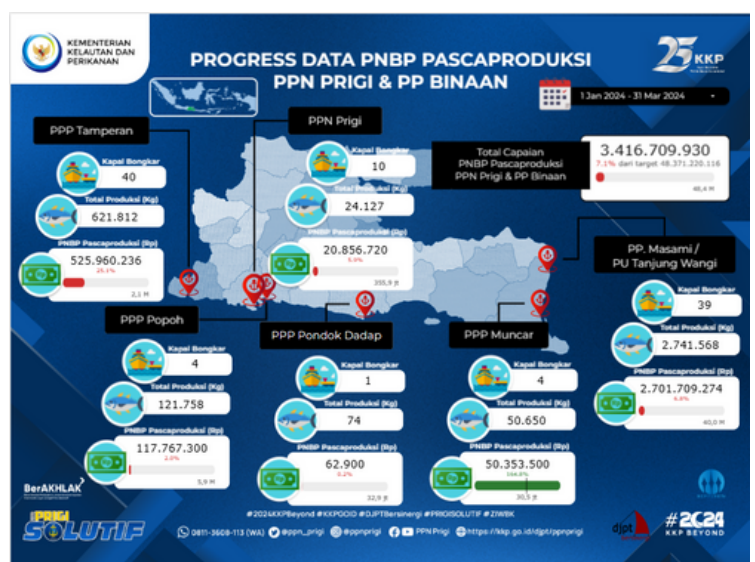 KEMENTERIAN
KELAUTAN DAN
PERIKANAN
PROGRESS DATA PNBP PASCAPRODUKSI
PPN PRIGI & PP BINAAN
25 KKP
1 Jan 2024 - 31 Mar 2024
PPP Tamperan
Kapal Bongkar
40
Total Produksi (Kg)
621.812
PNBP Pascaproduksi (Rp)
525.960.236
25.1%
2,1 M
PPN Prigi
Kapal Bongkar
10
Total Produksi (Kg)
24.127
PNBP Pascaproduksi (Rp)
20.856.720
5.9%
355,9 jt
Total Capaian
PNBP Pascaproduksi
PPN Prigi & PP Binaan
3.416.709.930
7.1% dari target 48.371.220.116
48,4 M
PP. Masami /
PU Tanjung Wangi
Kapal Bongkar
39
Total Produksi (Kg)
2.741.568
PNBP Pascaproduksi (Rp)
2.701.709.274
6.8%
40,0 M
PPP Popoh
Kapal Bongkar
4
Total Produksi (Kg)
121.758
PNBP Pascaproduksi (Rp)
117.767.300
2.0%
5,9 M
PPP Pondok Dadap
Kapal Bongkar
1
Total Produksi (Kg)
74
PNBP Pascaproduksi (Rp)
62.900
0.2%
32,9 jt
PPP Muncar
Kapal Bongkar
4
Total Produksi (Kg)
50.650
PNBP Pascaproduksi (Rp)
50.353.500
164.8%
30,5 jt
BerAKHLAK
PRIGI
SOLUTIF
#2024KKPBeyond #KKPGOID #DJPTBersinergi #PRIGISOLUTIF #ZIWBK
0811-3608-113 (WA) @ppn_prigi @ppnprigi PPN Prigi https://kkp.go.id/djpt/ppnprigi
djpt
#2024
KKP BEYOND